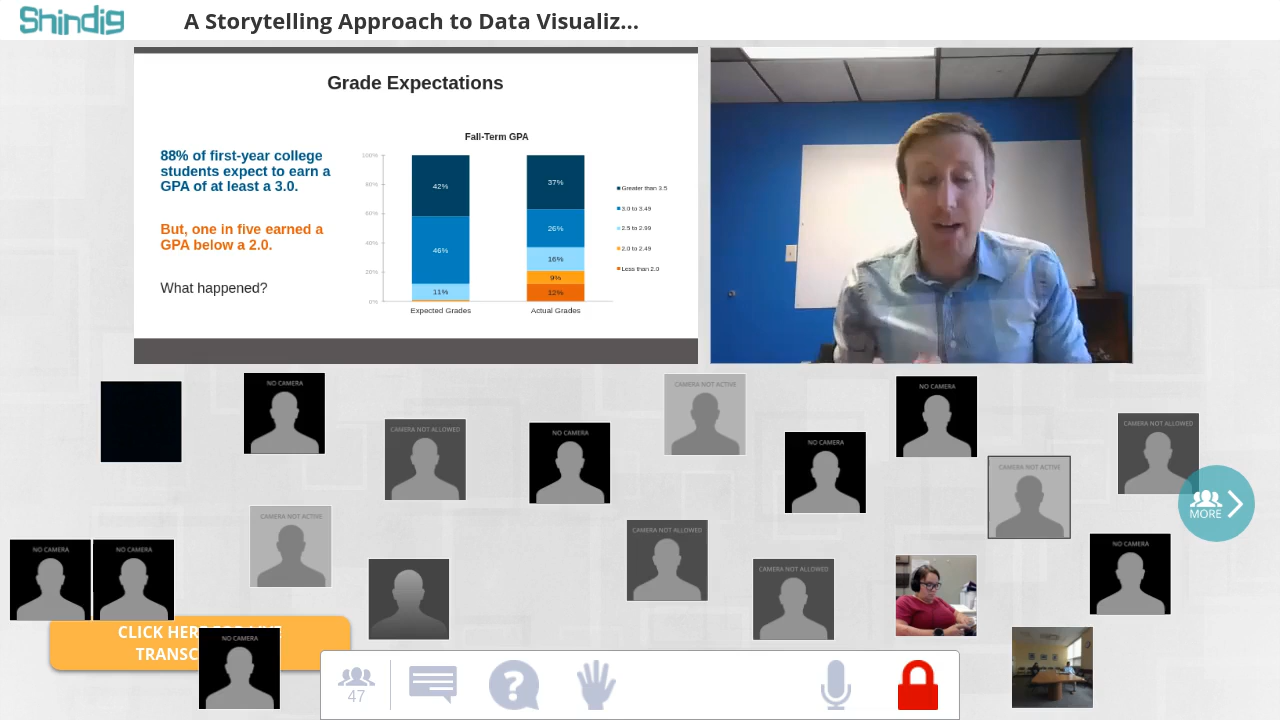 Shindig
A Storytelling Approach to Data Visualiz...
Grade Expectations
88% of first-year college
students expect to earn a
GPA of at least a 3.0.
But, one in five earned a
GPA below a 2.0.
What happened?
Fall-Term GPA
100%
80%
60%
40%
20%
0%
42%
46%
11%
37%
26%
16%
9%
12%
Expected Grades
Actual Grades
Greater than 3.5
3.0 to 3.49
2.5 to 2.99
2.0 to 2.49
Less than 2.0
NO CAMERA
CAMERA NOT ALLOWED
NO CAMERA
CAMERA NOT ACTIVE
NO CAMERA
NO CAMERA
CAMERA NOT ACTIVE
CAMERA NOT ALLOWED
MORE
NO CAMERA
NO CAMERA
CAMERA NOT ACTIVE
CAMERA NOT ALLOWED
CAMERA NOT ALLOWED
NO CAMERA
CLICK HERE
NO CAMERA
47